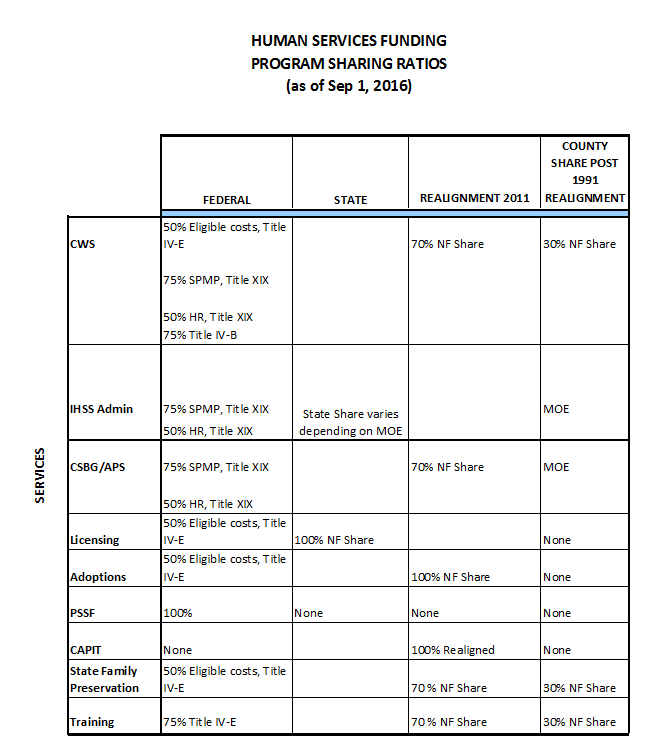 HUMAN SERVICES FUNDING
PROGRAM SHARING RATIOS
(as of Sep 1, 2016)
COUNTY
SHARE POST
1991
FEDERAL STATE REALIGNMENT 2011 REALIGNMENT
SERVICES
50% Eligible costs, Title
CWS IV-E 70% NF Share 30% NF Share
75% SPMP, Title XIX
50% HR, Title XIX
75% Title IV-B
IHSS Admin 75% SPMP, Title XIX State Share varies MOE
50% HR, Title XIX depending on MOE
CSBG/APS 75% SPMP, Title XIX 70% NF Share MOE
50% HR, Title XIX
50% Eligible costs, Title
Licensing IV-E 100% NF Share None
50% Eligible costs, Title
Adoptions IV-E 100% NF Share None
PSSF 100% None None None
CAPIT None 100% Realigned None
State Family 50% Eligible costs, Title
Preservation IV-E 70% NF Share 30% NF Share
Training 75% Title IV-E 70% NF Share 30% NF Share